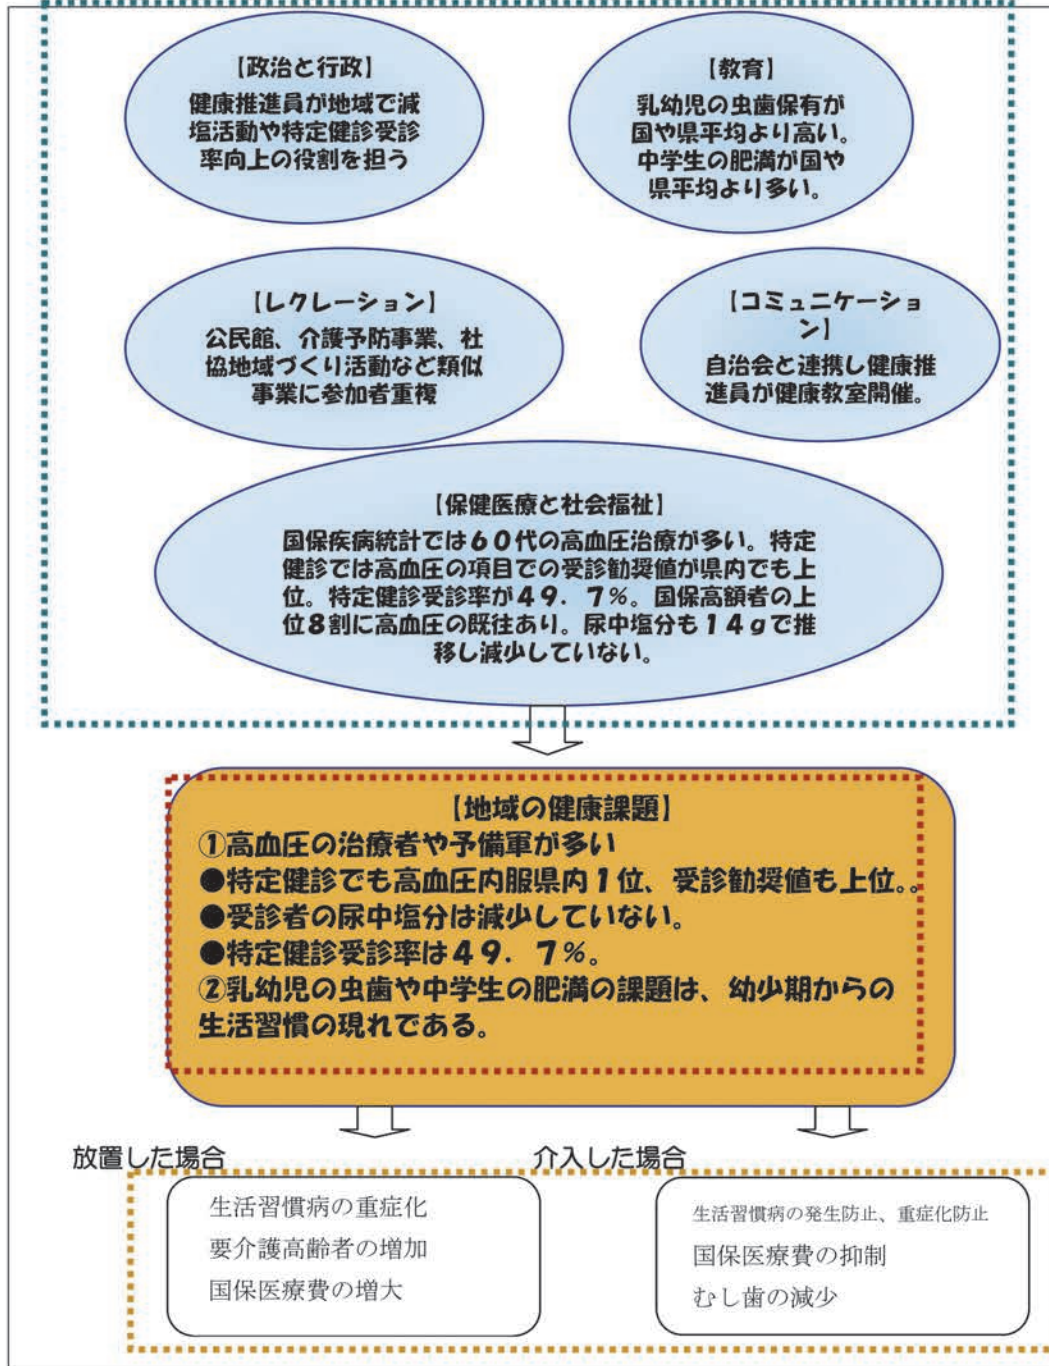 【政治と行政】
健康推進員が地域で減
塩活動や特定健診受診
率向上の役割を担う
【教育】
乳幼児の虫歯保有が
国や県平均より高い。
中学生の肥満が国や
県平均より多い。
【レクレーション】
公民館、介護予防事業、社
協地域づくり活動など類似
事業に参加者重複
【コミュニケーショ
ン】
自治会と連携し健康推
進員が健康教室開催。
【保健医療と社会福祉】
国保疾病統計では60代の高血圧治療が多い。特定
健診では高血圧の項目での受診勧奨値が県内でも上
位。特定健診受診率が49．7％。国保高額者の上
位8割に高血圧の既往あり。尿中塩分も14gで推
移し減少していない。
【地域の健康課題】
①高血圧の治療者や予備軍が多い
●特定健診でも高血圧内服県内1位、受診勧奨値も上位。。
●受診者の尿中塩分は減少していない。
●特定健診受診率は49．7％。
②乳幼児の虫歯や中学生の肥満の課題は、幼少期からの
生活習慣の現れである。
放置した場合
生活習慣病の重症化
要介護高齢者の増加
国保医療費の増大
介入した場合
生活習慣病の発生防止、重症化防止
国保医療費の抑制
むし歯の減少